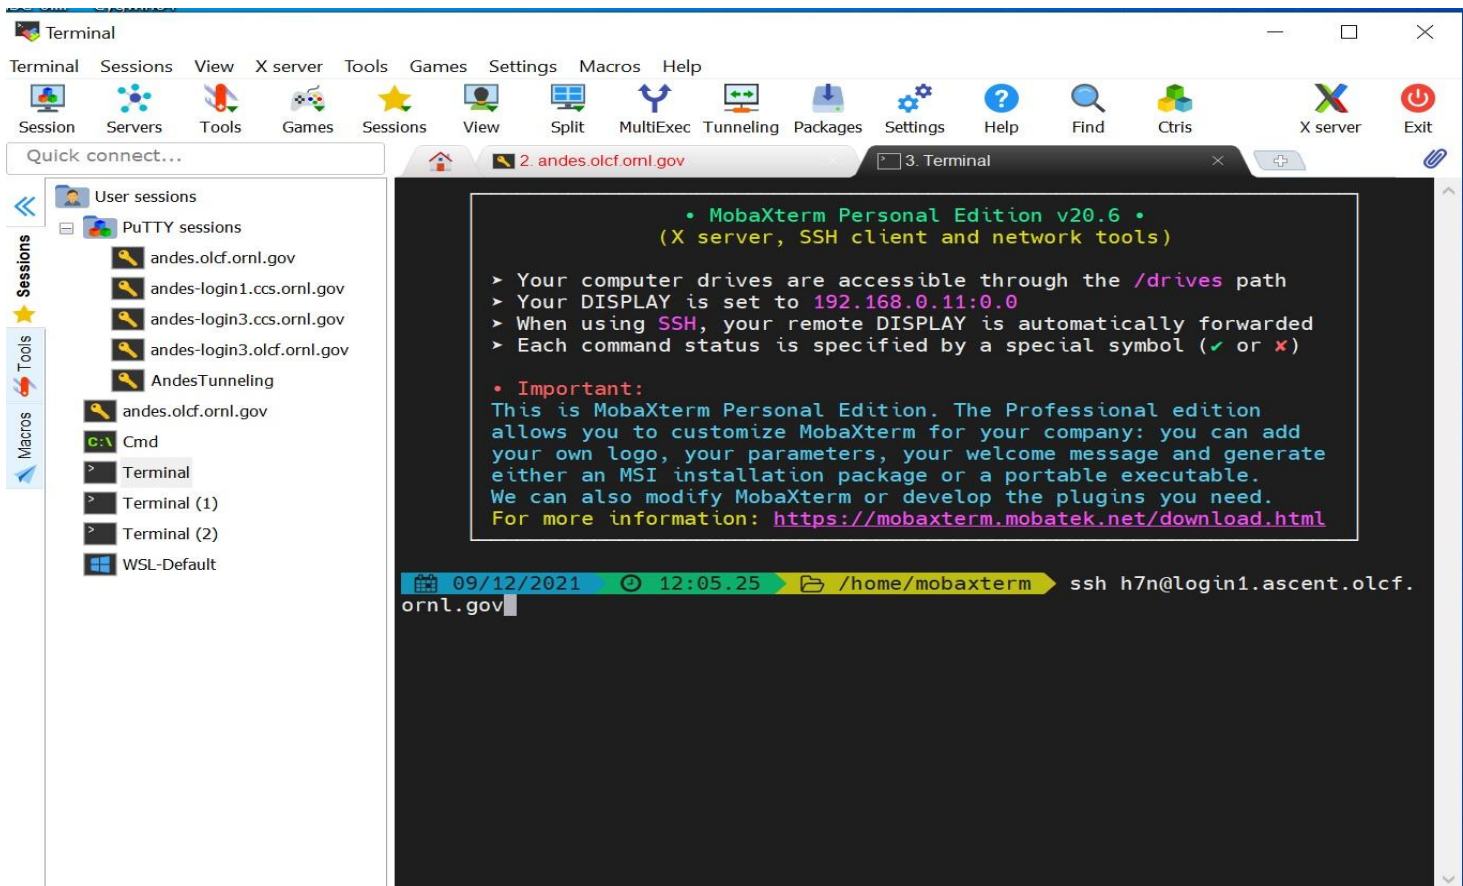 Terminal
Terminal Sessions View X server Tools Games Settings Macros Help
Session Servers Tools Games Sessions View Split MultiExec Tunneling Packages Settings Help Find Ctris X server Exit
Quick connect...
2. andes.olcf.ornl.gov
3. Terminal
Sessions
Tools
Macros
User sessions
PuTTY sessions
andes.olcf.ornl.gov
andes-login1.ccs.ornl.gov
andes-login3.ccs.ornl.gov
andes-login3.olcf.ornl.gov
AndesTunneling
andes.olcf.ornl.gov
C:\ Cmd
Terminal
Terminal (1)
Terminal (2)
WSL-Default
• MobaXterm Personal Edition v20.6 •
(X server, SSH client and network tools)
➤ Your computer drives are accessible through the /drives path
➤ Your DISPLAY is set to 192.168.0.11:0.0
➤ When using SSH, your remote DISPLAY is automatically forwarded
➤ Each command status is specified by a special symbol (✔ or ✘)
• Important:
This is MobaXterm Personal Edition. The Professional edition
allows you to customize MobaXterm for your company: you can add
your own logo, your parameters, your welcome message and generate
either an MSI installation package or a portable executable.
We can also modify MobaXterm or develop the plugins you need.
For more information: https://mobaxterm.mobatek.net/download.html
09/12/2021 12:05.25 /home/mobaxterm ssh h7n@login1.ascent.olcf.
ornl.gov